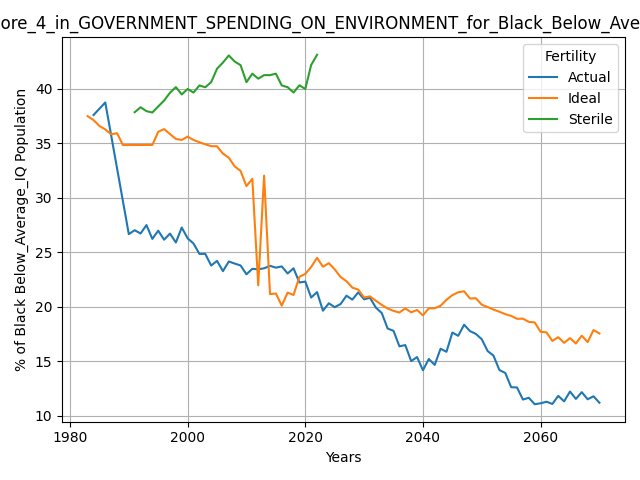 ore_4_in_GOVERNMENT_SPENDING_ON_ENVIRONMENT_for_Black_Below_Ave
Fertility
Actual
Ideal
Sterile
% of Black Below_Average_IQ Population
40
35
30
25
20
15
10
1980
2000
2020
2040
2060
Years